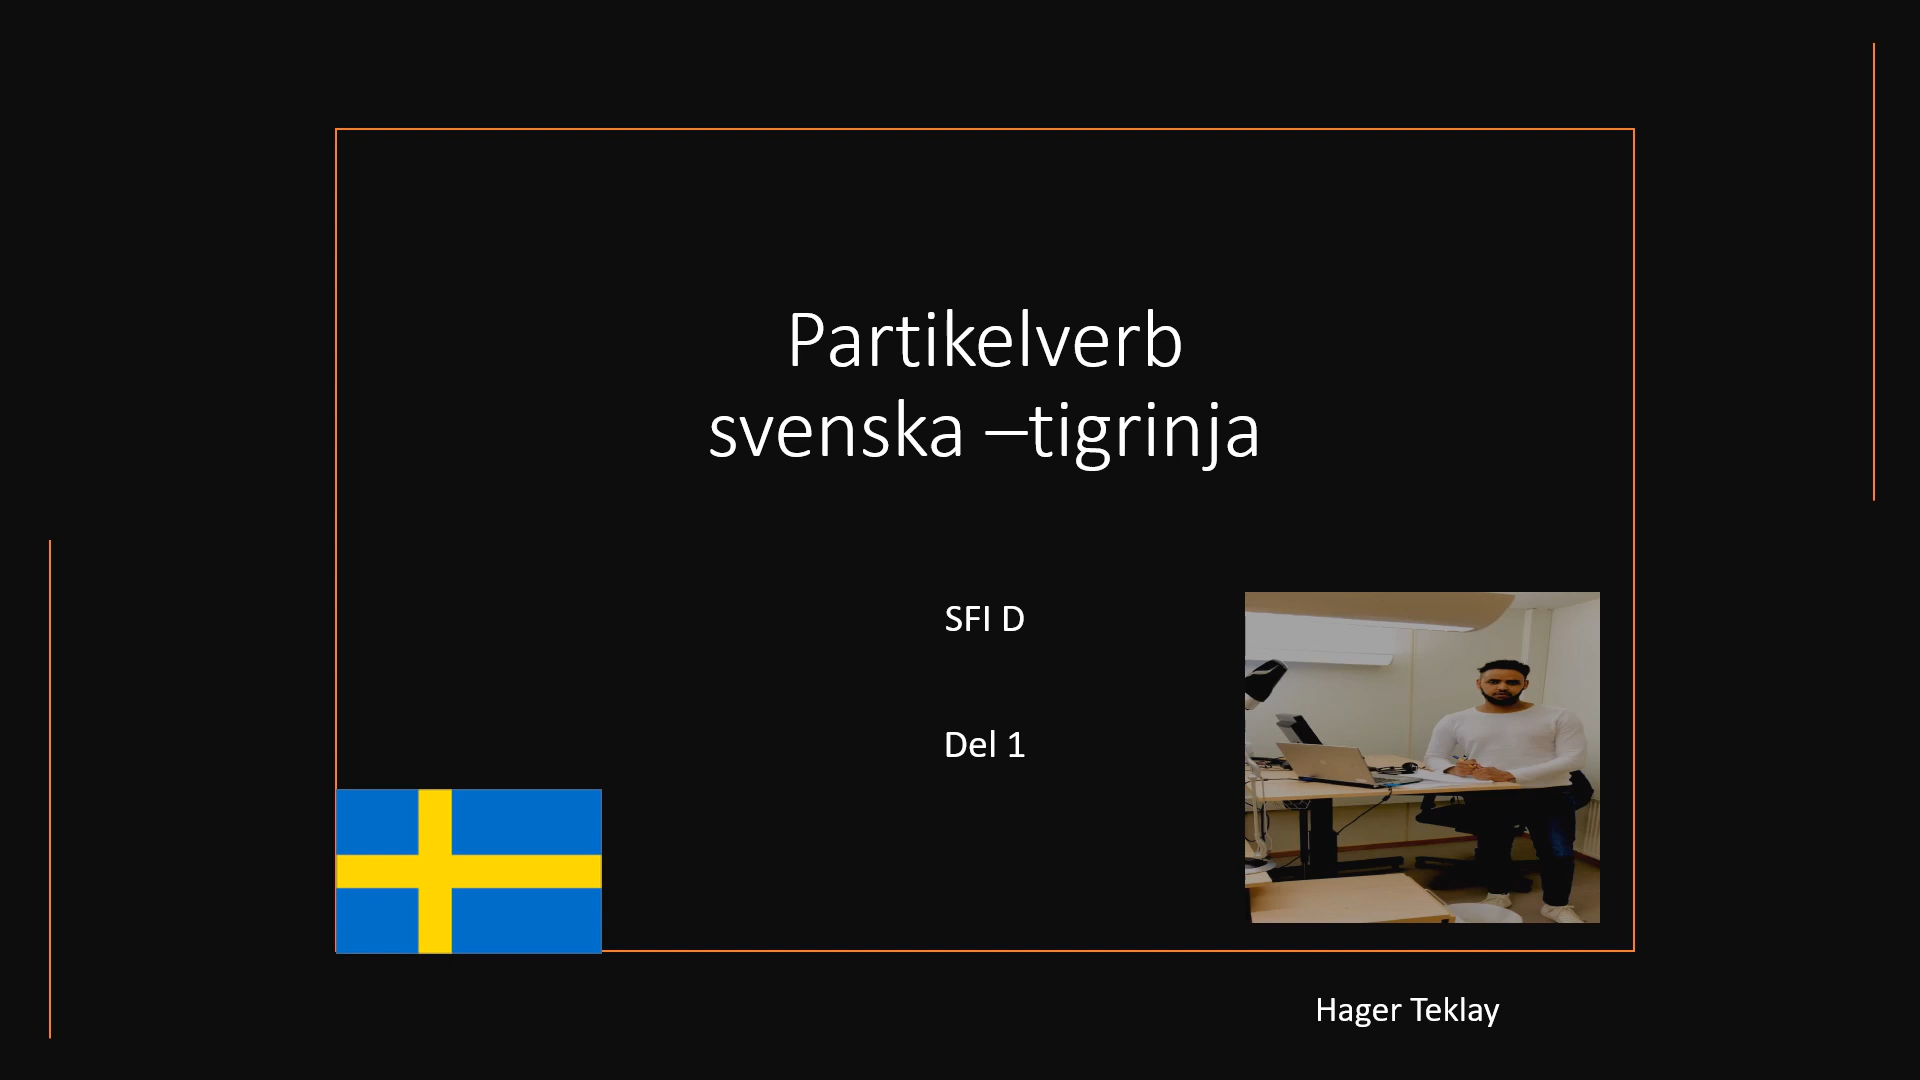 Partikelverb
svenska –tigrinja
SFI D
Del 1
Hager Teklay